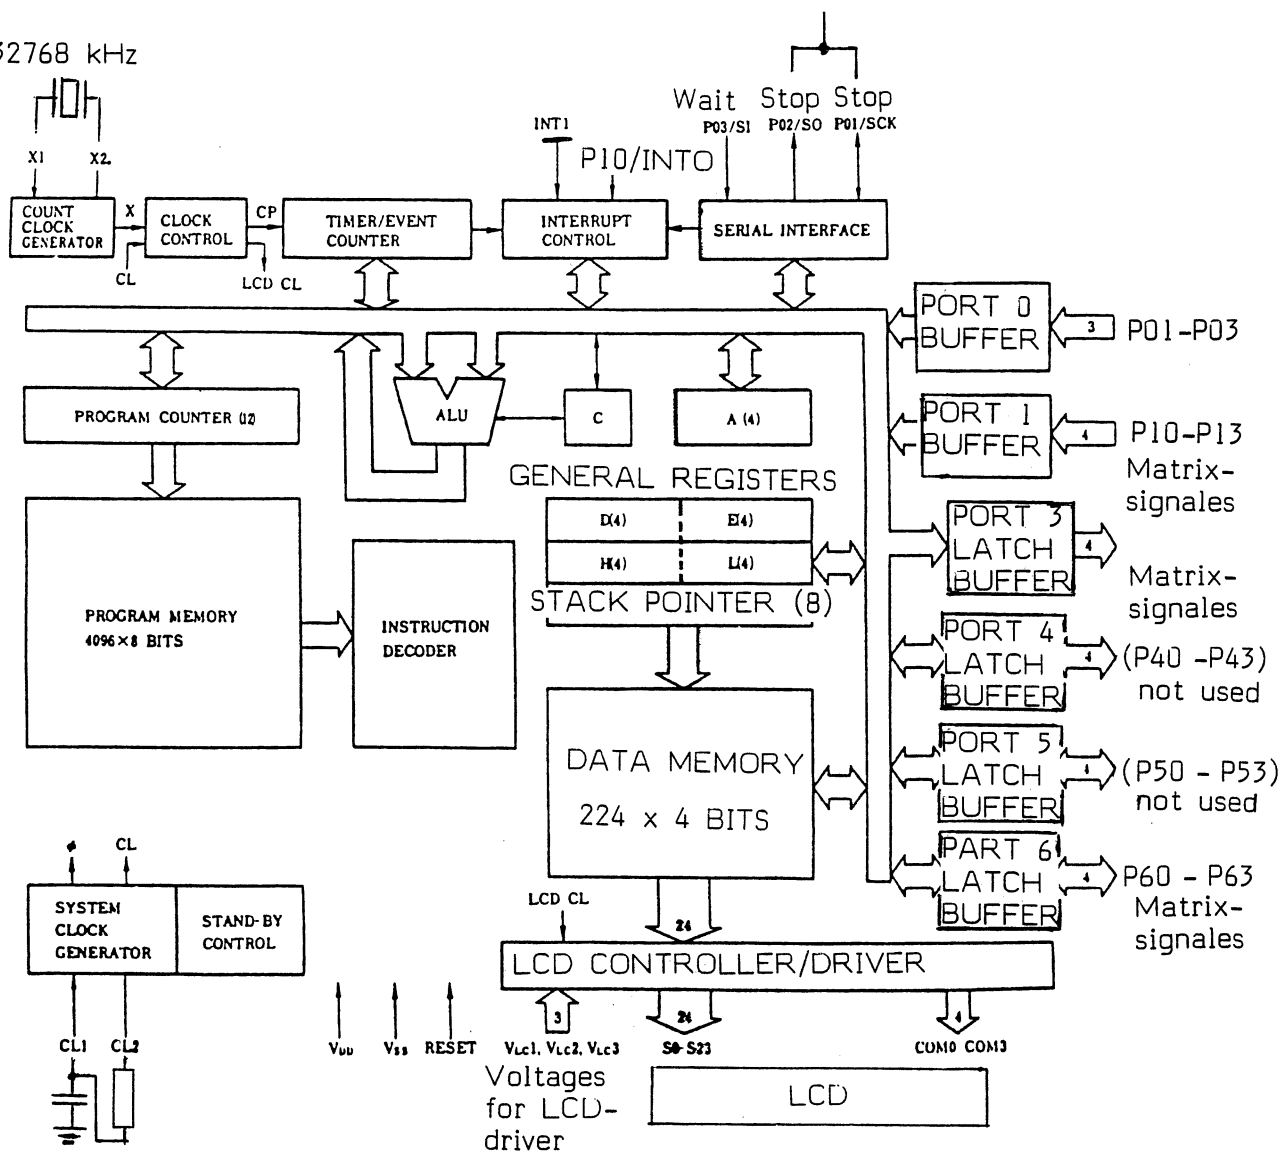 32768 kHz
Wait Stop Stop
P03/SI P02/SO P01/SCK
INT1
P10/INTO
X1 X2
COUNT
CLOCK
GENERATOR
X
CL
CLOCK
CONTROL
CP
LCD CL
TIMER/EVENT
COUNTER
INTERRUPT
CONTROL
SERIAL INTERFACE
PORT 0
BUFFER
3
P01-P03
PROGRAM COUNTER (12)
ALU
C
A (4)
PORT 1
BUFFER
4
P10-P13
Matrix-
signales
GENERAL REGISTERS
D(4) E(4)
H(4) L(4)
STACK POINTER (8)
PORT 3
LATCH
BUFFER
4
Matrix-
signales
PROGRAM MEMORY
4096×8 BITS
INSTRUCTION
DECODER
PORT 4
LATCH
BUFFER
4
(P40 -P43)
not used
DATA MEMORY
224 x 4 BITS
PORT 5
LATCH
BUFFER
4
(P50 - P53)
not used
PART 6
LATCH
BUFFER
4
P60 - P63
Matrix-
signales
ø CL
SYSTEM
CLOCK
GENERATOR
STAND-BY
CONTROL
CL1 CL2
LCD CL
24
LCD CONTROLLER/DRIVER
3
24
4
VDD VSS RESET
VLC1, VLC2, VLC3
S0-S23
COM0 COM3
Voltages
for LCD-
driver
LCD